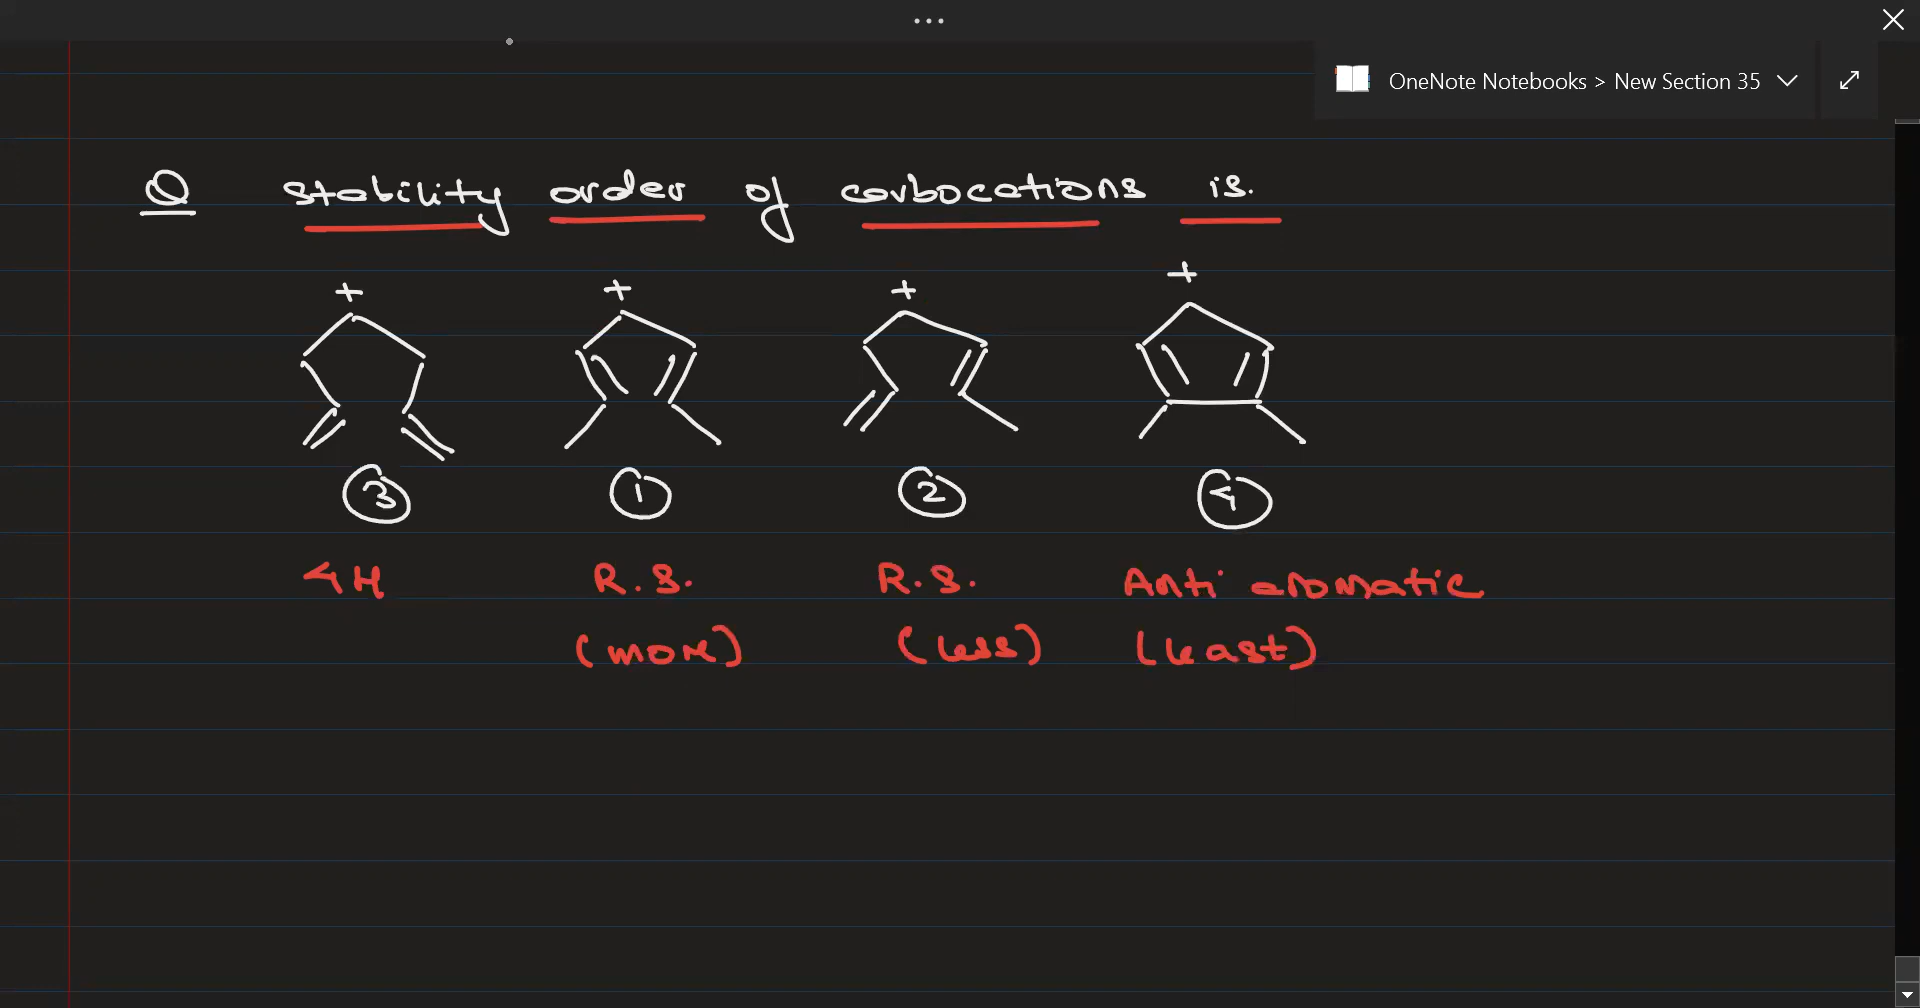 ...
OneNote Notebooks > New Section 35
Q stability order of carbocations is.
+ + + +
3 1 2 4
4H R.S. R.S. Anti aromatic
(more) (less) (least)